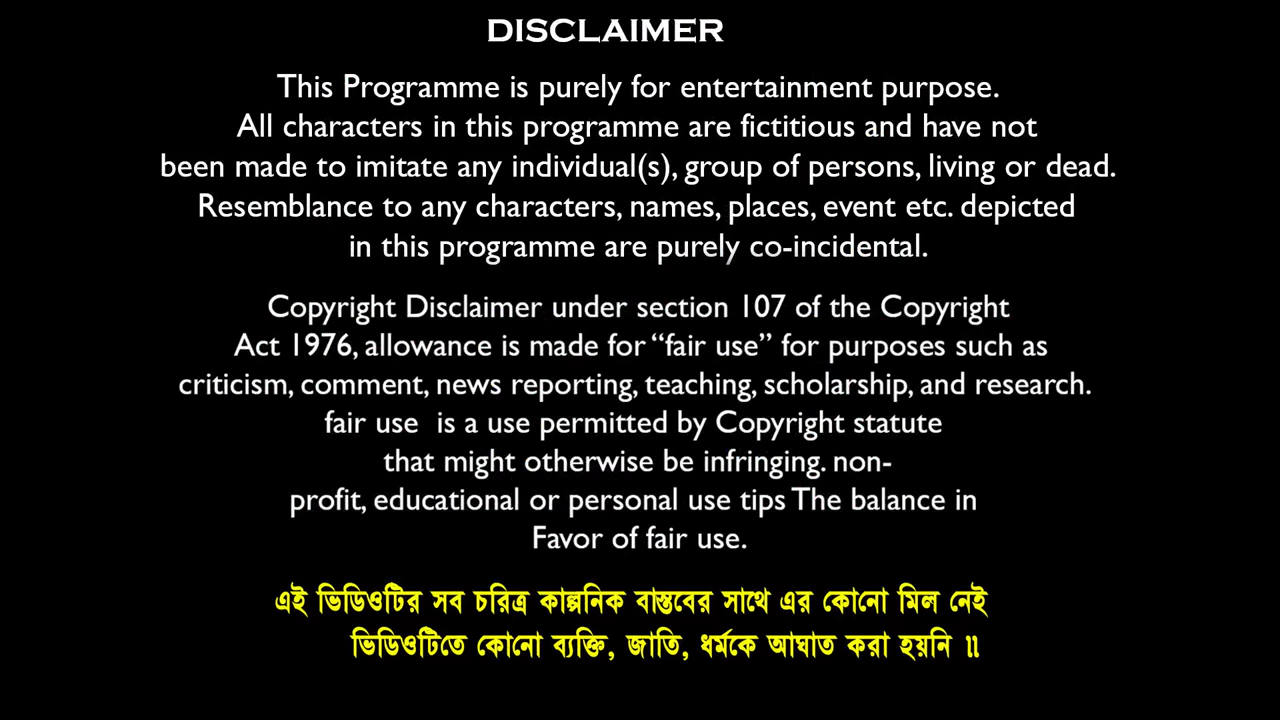 DISCLAIMER
This Programme is purely for entertainment purpose.
All characters in this programme are fictitious and have not
been made to imitate any individual(s), group of persons, living or dead.
Resemblance to any characters, names, places, event etc. depicted
in this programme are purely co-incidental.
Copyright Disclaimer under section 107 of the Copyright
Act 1976, allowance is made for “fair use” for purposes such as
criticism, comment, news reporting, teaching, scholarship, and research.
fair use is a use permitted by Copyright statute
that might otherwise be infringing. non-
profit, educational or personal use tips The balance in
Favor of fair use.
এই ভিডিওটির সব চরিত্র কাল্পনিক বাস্তবের সাথে এর কোনো মিল নেই
ভিডিওটিতে কোনো ব্যক্তি, জাতি, ধর্মকে আঘাত করা হয়নি ॥